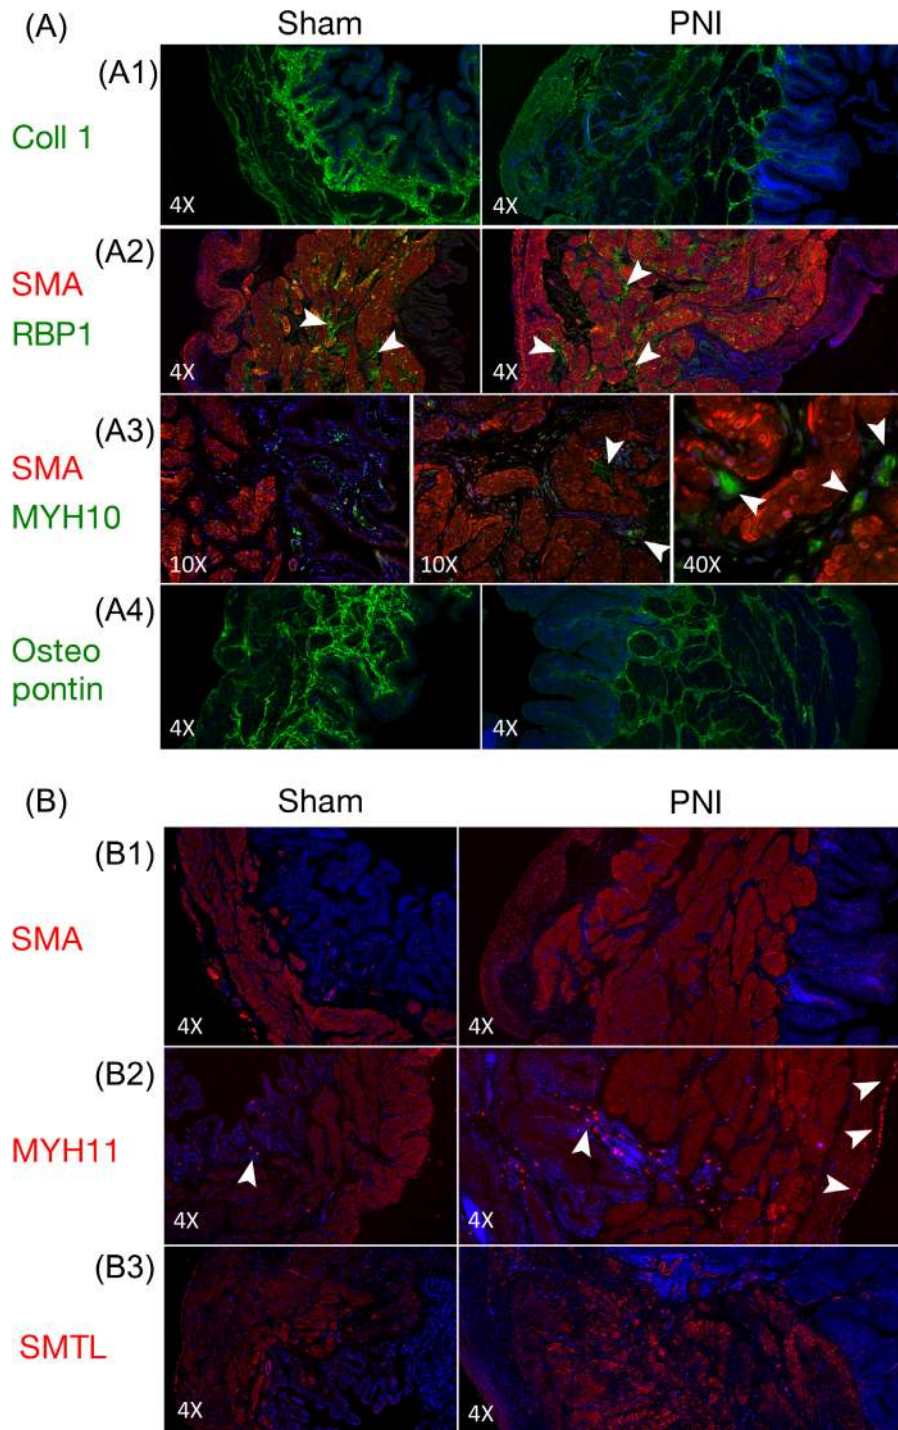 (A)
Sham
PNI
(A1)
Coll 1
4X
4X
(A2)
SMA
RBP1
4X
4X
(A3)
SMA
MYH10
10X
10X
40X
(A4)
Osteo
pontin
4X
4X
(B)
Sham
PNI
(B1)
SMA
4X
4X
(B2)
MYH11
4X
4X
(B3)
SMTL
4X
4X